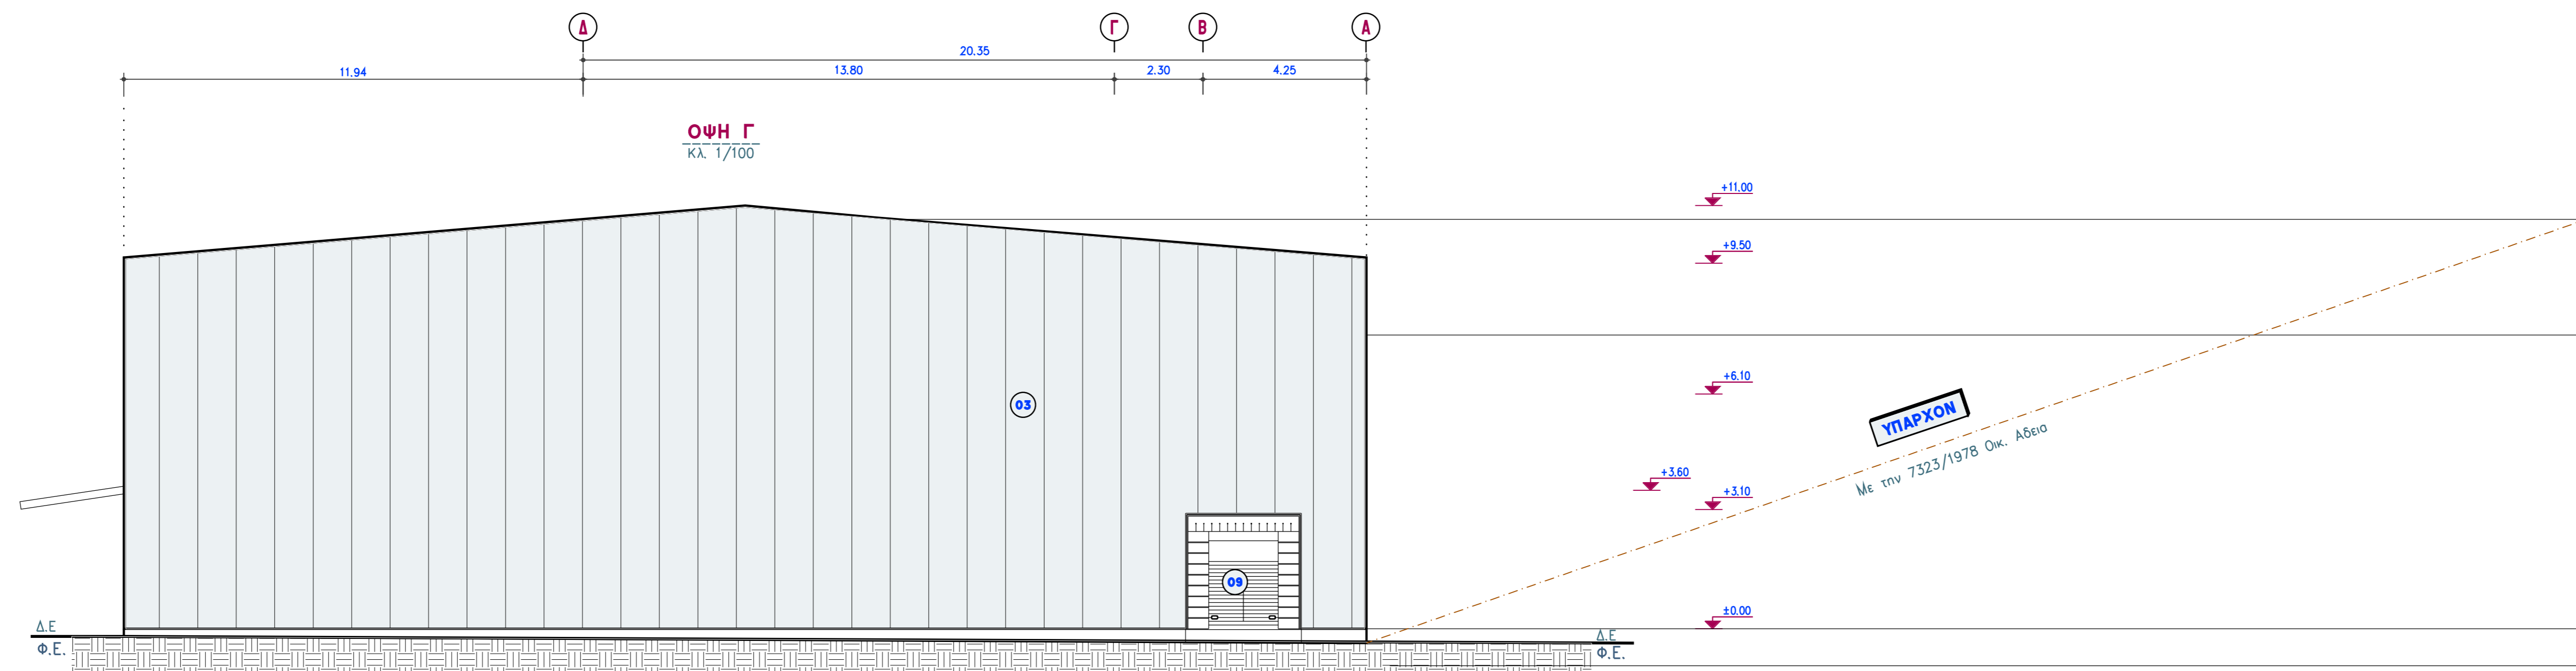 Δ Γ Β Α
20.35
11.94 13.80 2.30 4.25
ΟΨΗ Γ
Κλ. 1/100
+11.00
+9.50
+6.10
03
ΥΠΑΡΧΟΝ
Με την 7323/1978 Οικ. Αδεια
+3.60
+3.10
09
±0.00
Δ.Ε
Φ.Ε.
Δ.Ε
Φ.Ε.